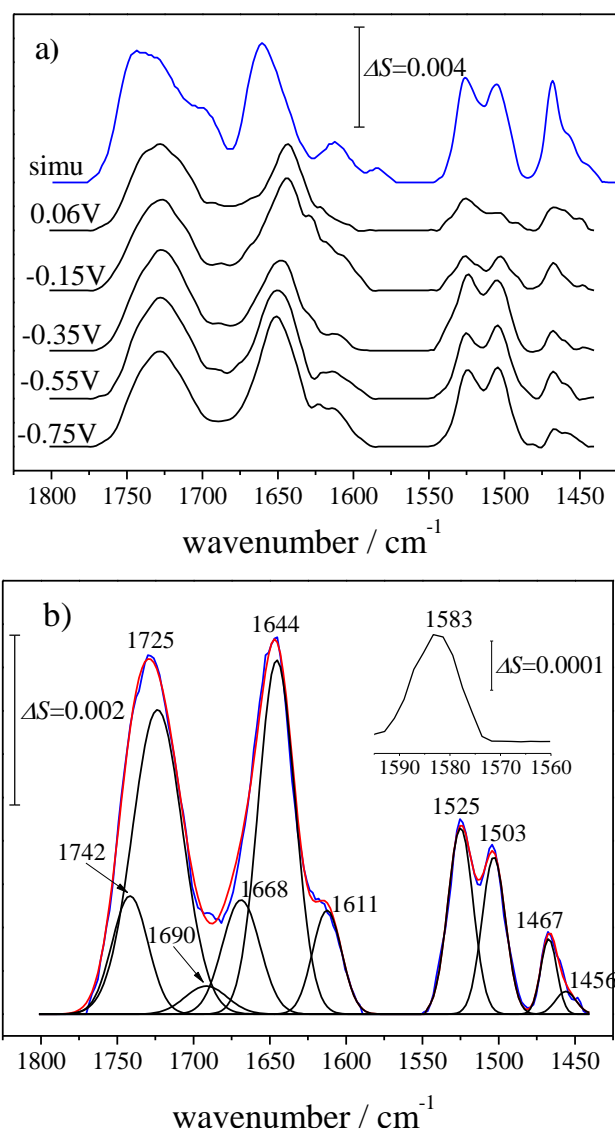 a)
ΔS=0.004
simu
0.06V
-0.15V
-0.35V
-0.55V
-0.75V
1800 1750 1700 1650 1600 1550 1500 1450
wavenumber / cm⁻¹
b)
1725
1644
1583
ΔS=0.0001
ΔS=0.002
1590 1580 1570 1560
1525
1503
1742
1668
1611
1690
1467
1456
1800 1750 1700 1650 1600 1550 1500 1450
wavenumber / cm⁻¹